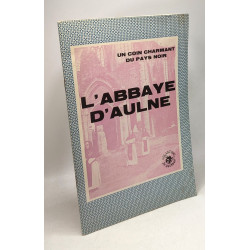 UN COIN CHARMANT
DU PAYS NOIR
L'ABBAYE
D'AULNE